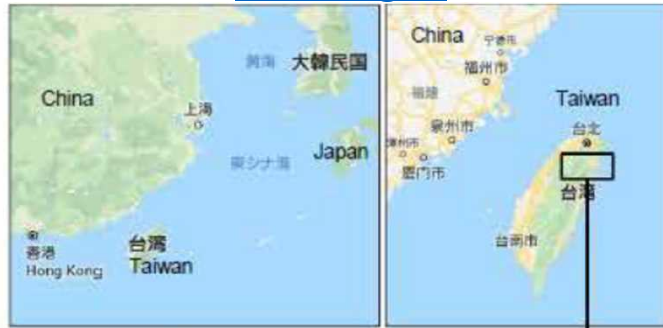 China
黄海
大韓民国
上海
東シナ海
Japan
香港
Hong Kong
台湾
Taiwan
China
宁德市
福州市
福建
泉州市
漳州市
厦门市
Taiwan
台北
台湾
台南市